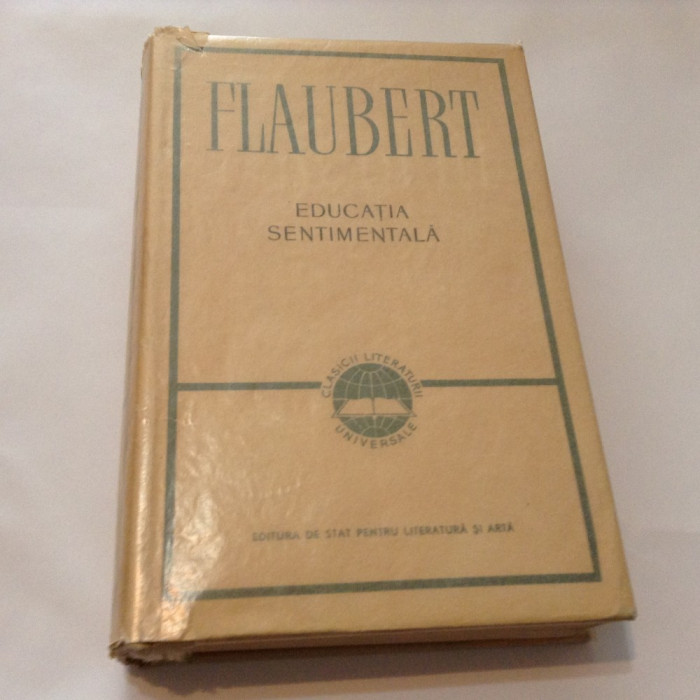 FLAUBERT
EDUCAȚIA
SENTIMENTALĂ
CLASICII LITERATURII
UNIVERSALE
EDITURA DE STAT PENTRU LITERATURĂ ȘI ARTĂ